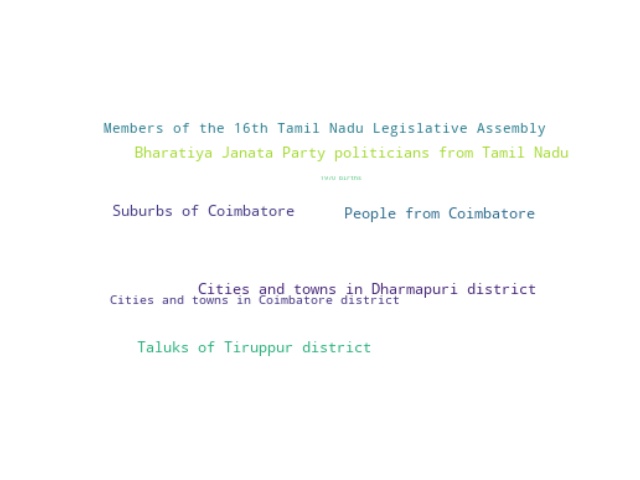 Members of the 16th Tamil Nadu Legislative Assembly
Bharatiya Janata Party politicians from Tamil Nadu
Suburbs of Coimbatore
People from Coimbatore
Cities and towns in Dharmapuri district
Cities and towns in Coimbatore district
Taluks of Tiruppur district